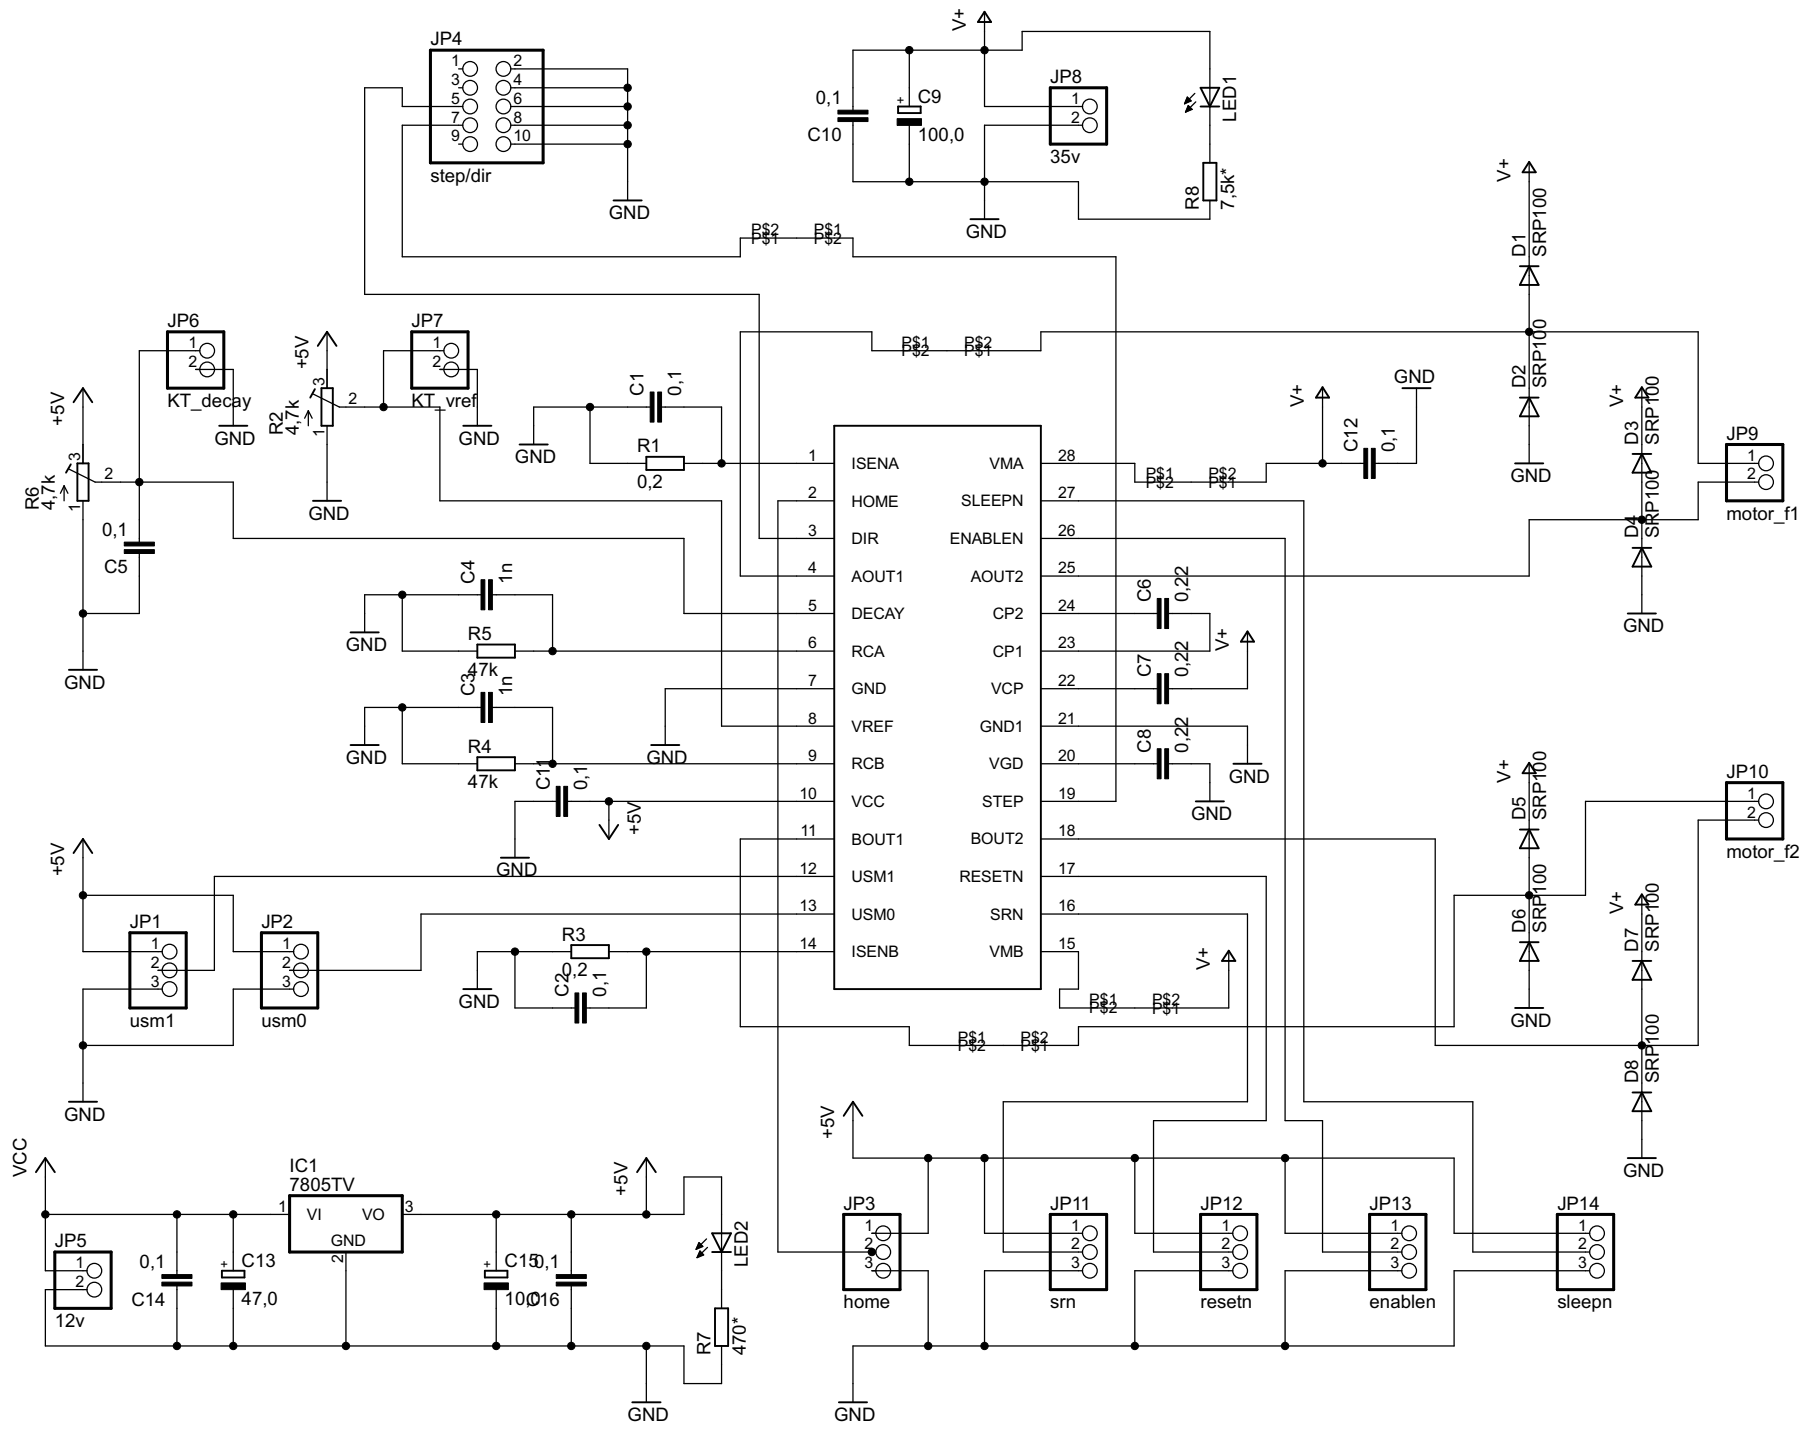 JP4
1 2
3 4
5 6
7 8
9 10
step/dir
GND
V+
0,1
C10
+
C9
100,0
JP8
1
2
35v
GND
LED1
R8
7,5k*
P$2
P$1
P$1
P$2
V+
D1
SRP100
D2
SRP100
GND
V+
D3
SRP100
D4
SRP100
GND
JP9
1
2
motor_f1
P$1
P$2
P$2
P$1
JP6
1
2
KT_decay
GND
+5V
R6
4,7k
3
2
1
0,1
C5
GND
+5V
R2
4,7k
3
2
1
GND
JP7
1
2
KT_vref
GND
C1
0,1
GND
R1
0,2
V+
C12
0,1
GND
P$1
P$2
P$2
P$1
1 ISENA VMA 28
2 HOME SLEEPN 27
3 DIR ENABLEN 26
4 AOUT1 AOUT2 25
5 DECAY CP2 24
6 RCA CP1 23
7 GND VCP 22
8 VREF GND1 21
9 RCB VGD 20
10 VCC STEP 19
11 BOUT1 BOUT2 18
12 USM1 RESETN 17
13 USM0 SRN 16
14 ISENB VMB 15
C4
1n
GND
R5
47k
C3
1n
GND
R4
47k
GND
C11
0,1
+5V
GND
C6
0,22
C7
0,22
V+
C8
0,22
GND
GND
+5V
JP1
1
2
3
usm1
JP2
1
2
3
usm0
GND
R3
0,2
C2
0,1
GND
V+
P$1
P$2
P$2
P$1
P$1
P$2
P$2
P$1
V+
D5
SRP100
D6
SRP100
GND
V+
D7
SRP100
D8
SRP100
GND
JP10
1
2
motor_f2
VCC
JP5
1
2
12v
0,1
C14
+
C13
47,0
IC1
7805TV
1 VI VO 3
GND
2
+
C15
10,0
0,1
C16
+5V
GND
LED2
R7
470*
+5V
JP3
1
2
3
home
JP11
1
2
3
srn
JP12
1
2
3
resetn
JP13
1
2
3
enablen
JP14
1
2
3
sleepn
GND